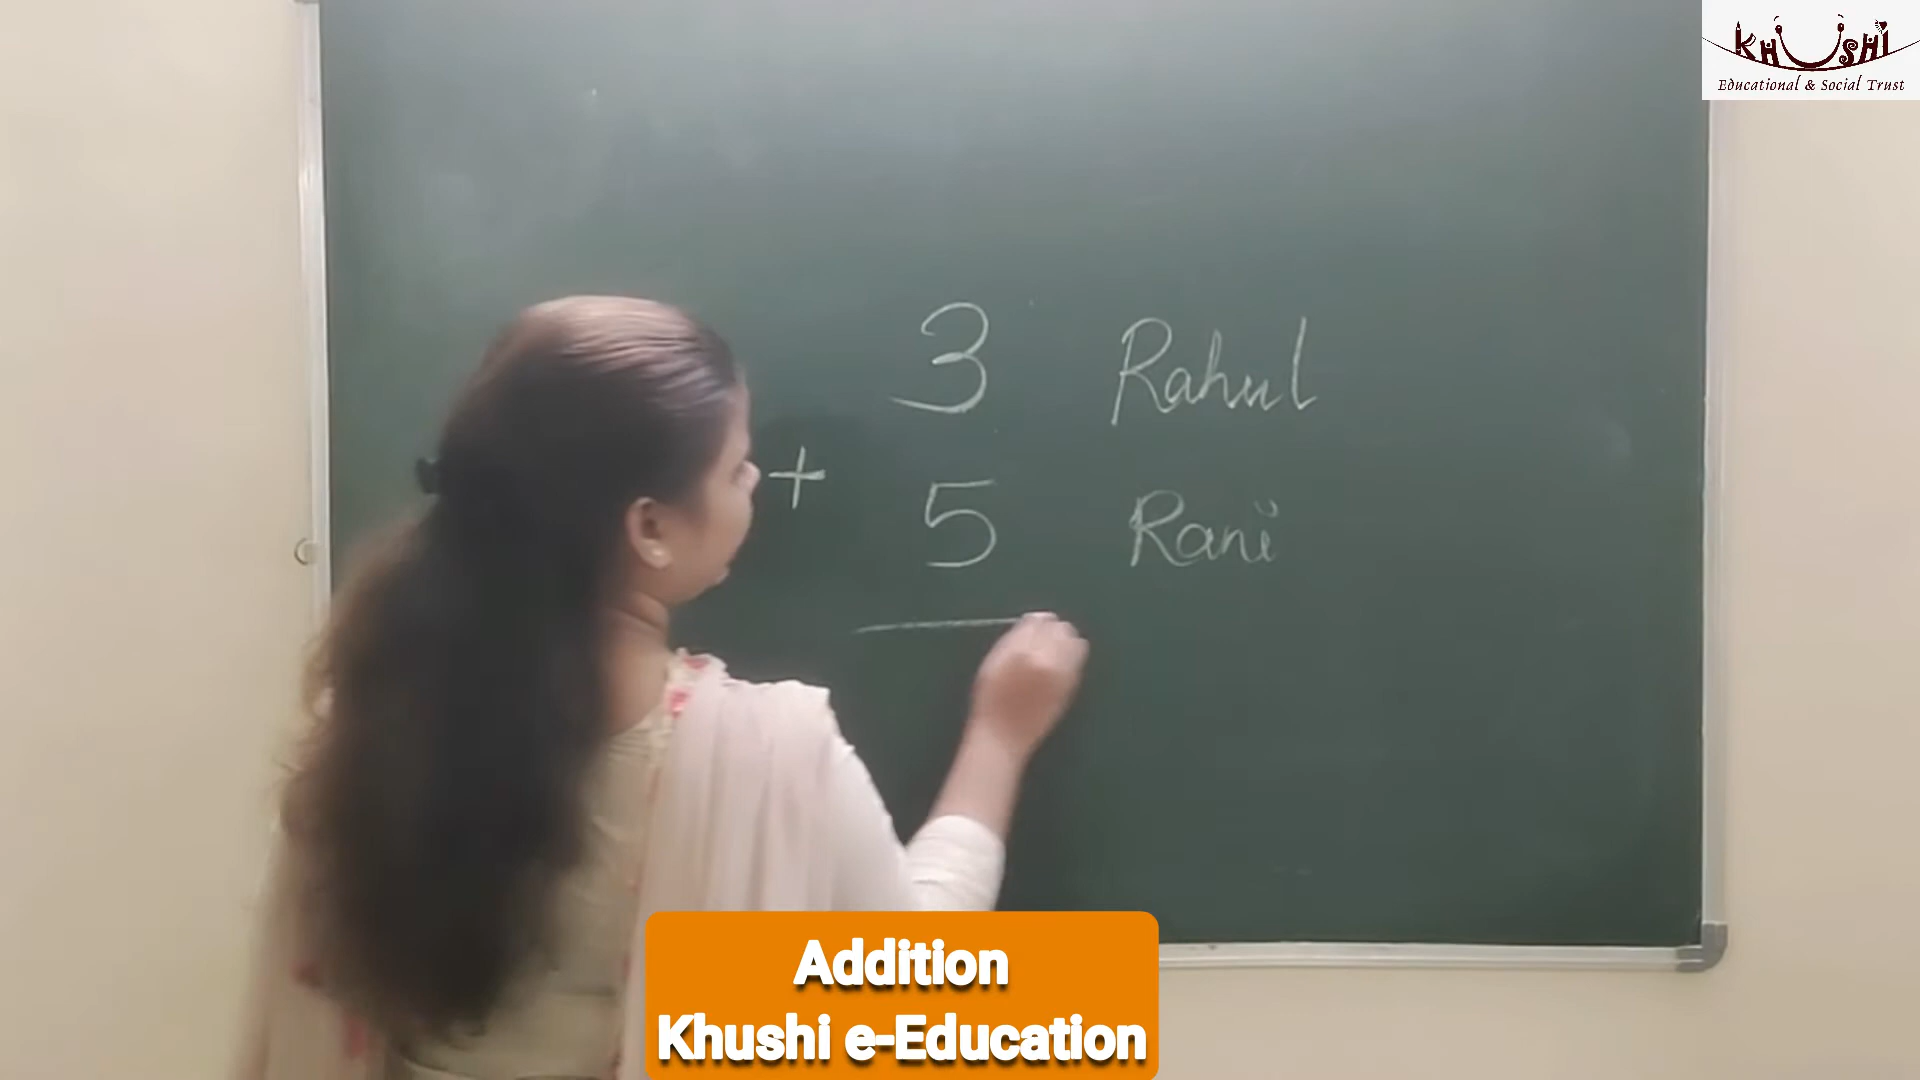 KHUSHI
Educational & Social Trust
3 Rahul
+
5 Rani
Addition
Khushi e-Education